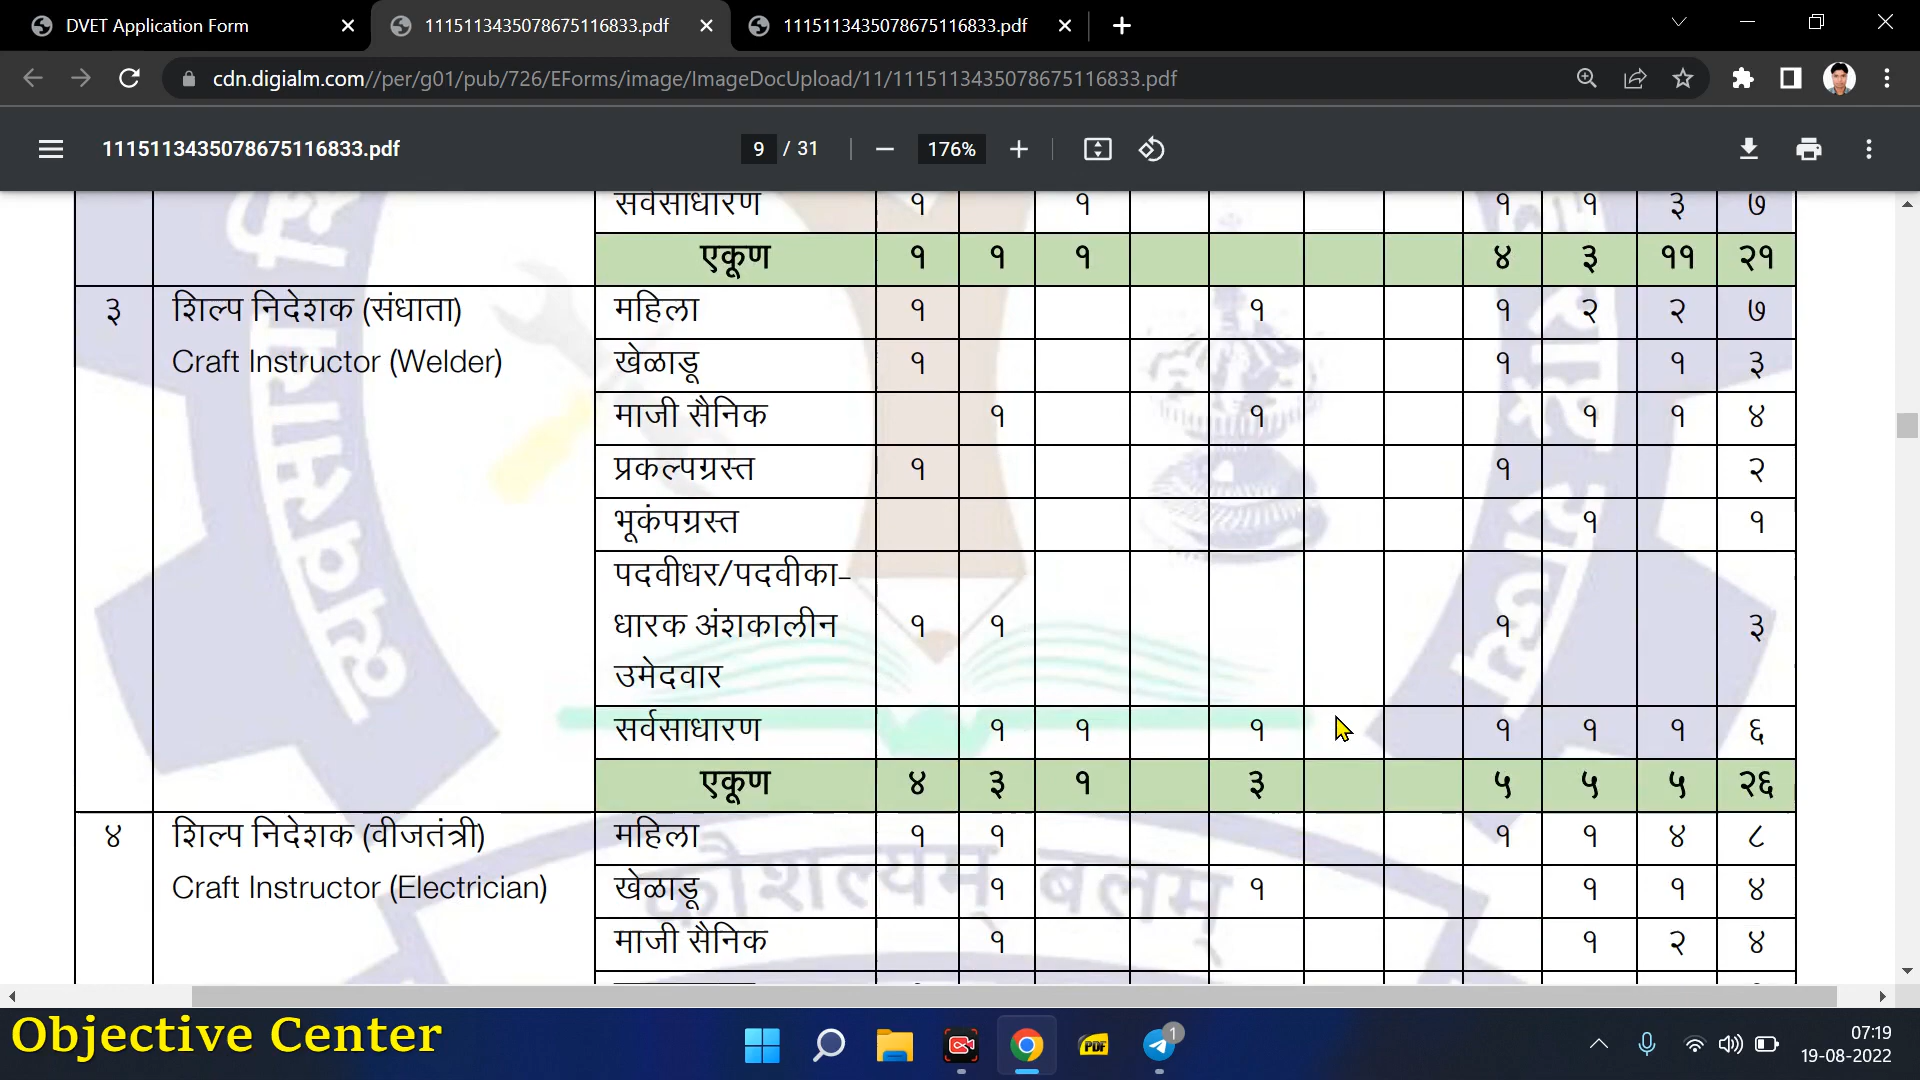 DVET Application Form
1115113435078675116833.pdf
1115113435078675116833.pdf
cdn.digialm.com//per/g01/pub/726/EForms/image/ImageDocUpload/11/1115113435078675116833.pdf
1115113435078675116833.pdf
9 / 31
176%
सर्वसाधारण १ १ १ १ ३ ७
एकूण १ १ १ ४ ३ ११ २१
३ शिल्प निदेशक (संधाता) महिला १ १ १ २ २ ७
Craft Instructor (Welder) खेळाडू १ १ १ ३
माजी सैनिक १ १ १ १ ४
प्रकल्पग्रस्त १ १ २
भूकंपग्रस्त १ १
पदवीधर/पदवीका-
धारक अंशकालीन १ १ १ ३
उमेदवार
सर्वसाधारण १ १ १ १ १ १ ६
एकूण ४ ३ १ ३ ५ ५ ५ २६
४ शिल्प निदेशक (वीजतंत्री) महिला १ १ १ १ ४ ८
Craft Instructor (Electrician) खेळाडू १ १ १ १ ४
माजी सैनिक १ १ २ ४
कौशल्यम् बलम्
Objective Center
PDF
1
07:19
19-08-2022